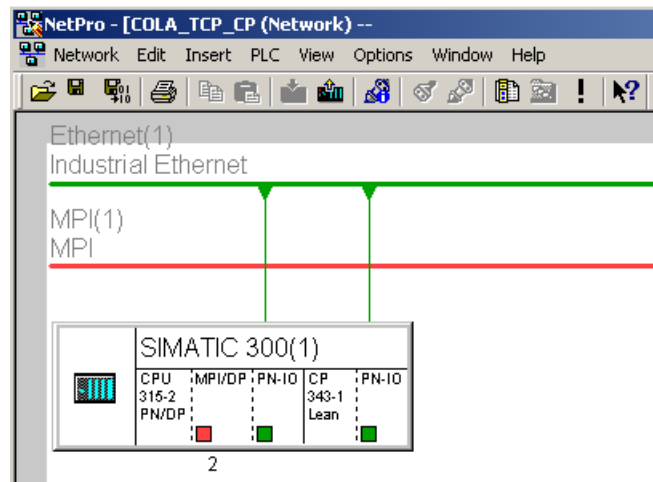 NetPro - [COLA_TCP_CP (Network) --
Network Edit Insert PLC View Options Window Help
Ethernet(1)
Industrial Ethernet
MPI(1)
MPI
SIMATIC 300(1)
CPU MPI/DP PN-IO CP PN-IO
315-2 343-1
PN/DP Lean
2